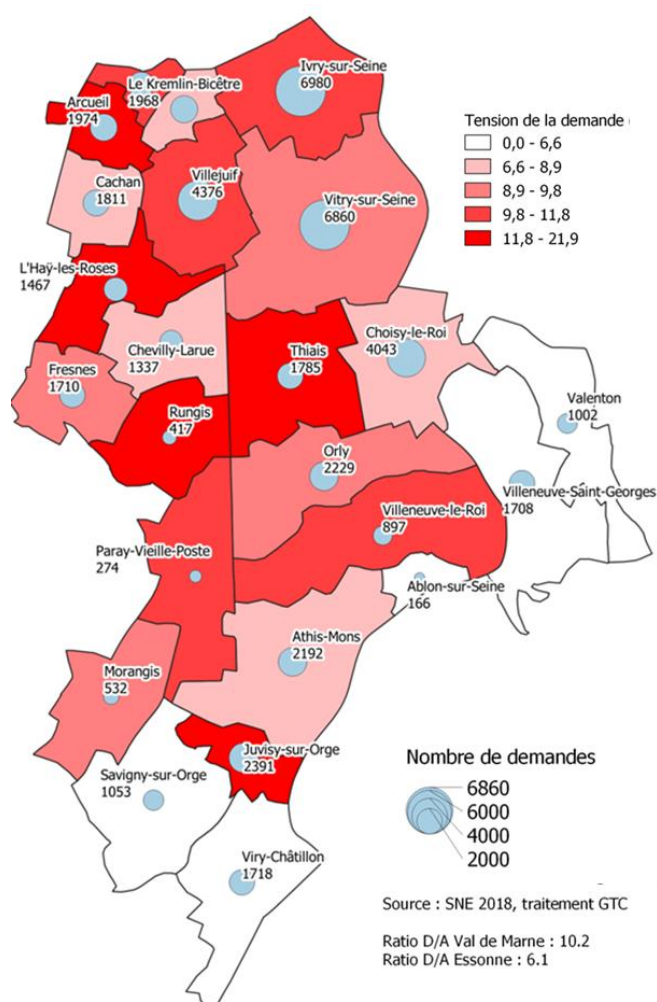 Ivry-sur-Seine
6980
Le Kremlin-Bicêtre
1968
Arcueil
1974
Tension de la demande
0,0 - 6,6
6,6 - 8,9
8,9 - 9,8
9,8 - 11,8
11,8 - 21,9
Cachan
1811
Villejuif
4376
Vitry-sur-Seine
6860
L'Haÿ-les-Roses
1467
Chevilly-Larue
1337
Thiais
1785
Choisy-le-Roi
4043
Fresnes
1710
Rungis
417
Valenton
1002
Orly
2229
Villeneuve-Saint-Georges
1708
Villeneuve-le-Roi
897
Paray-Vieille-Poste
274
Ablon-sur-Seine
166
Athis-Mons
2192
Morangis
532
Juvisy-sur-Orge
2391
Savigny-sur-Orge
1053
Viry-Châtillon
1718
Nombre de demandes
6860
6000
4000
2000
Source : SNE 2018, traitement GTC
Ratio D/A Val de Marne : 10.2
Ratio D/A Essonne : 6.1